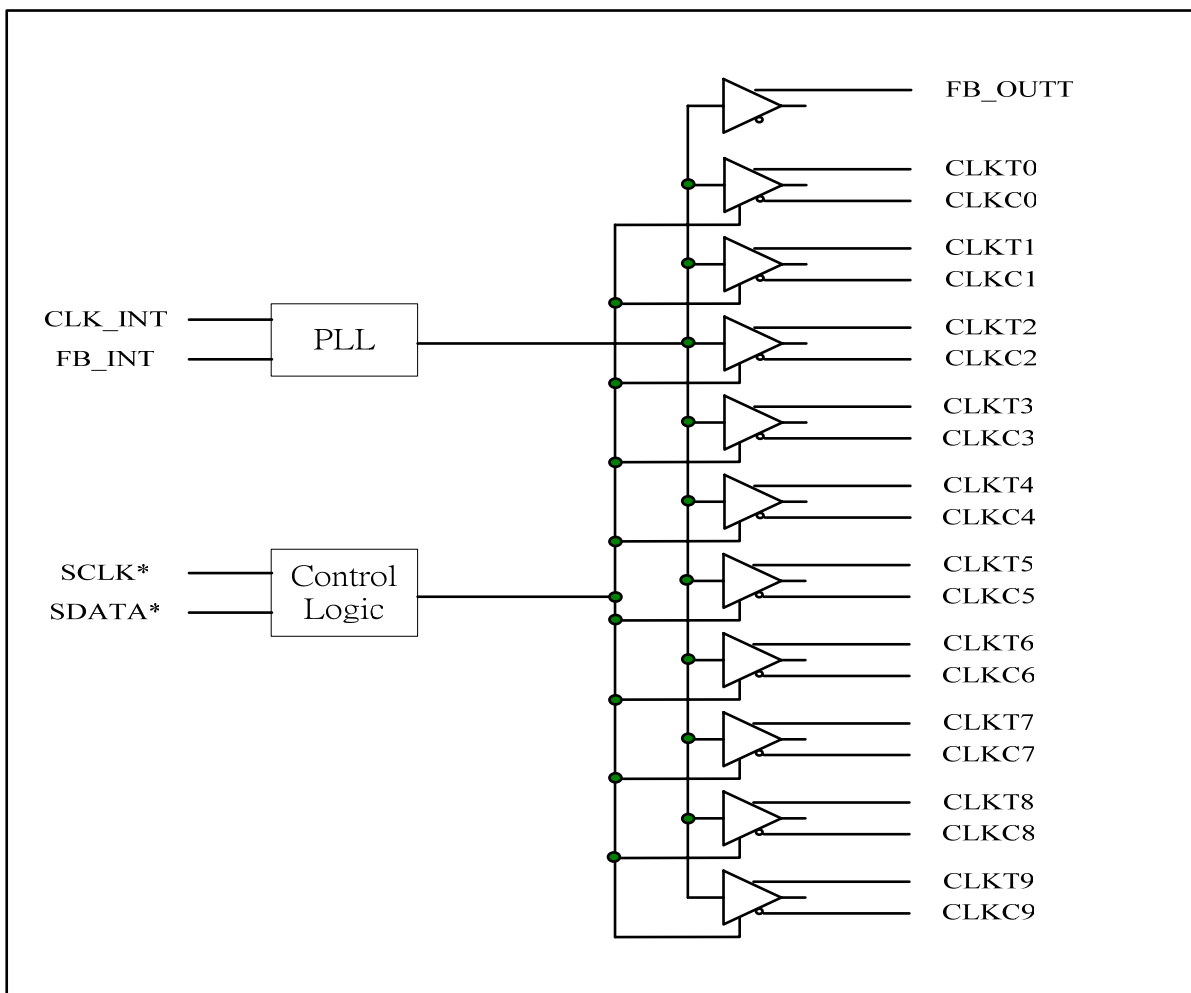 FB_OUTT
CLKT0
CLKC0
CLKT1
CLKC1
CLK_INT
FB_INT
PLL
CLKT2
CLKC2
CLKT3
CLKC3
CLKT4
CLKC4
SCLK*
SDATA*
Control
Logic
CLKT5
CLKC5
CLKT6
CLKC6
CLKT7
CLKC7
CLKT8
CLKC8
CLKT9
CLKC9